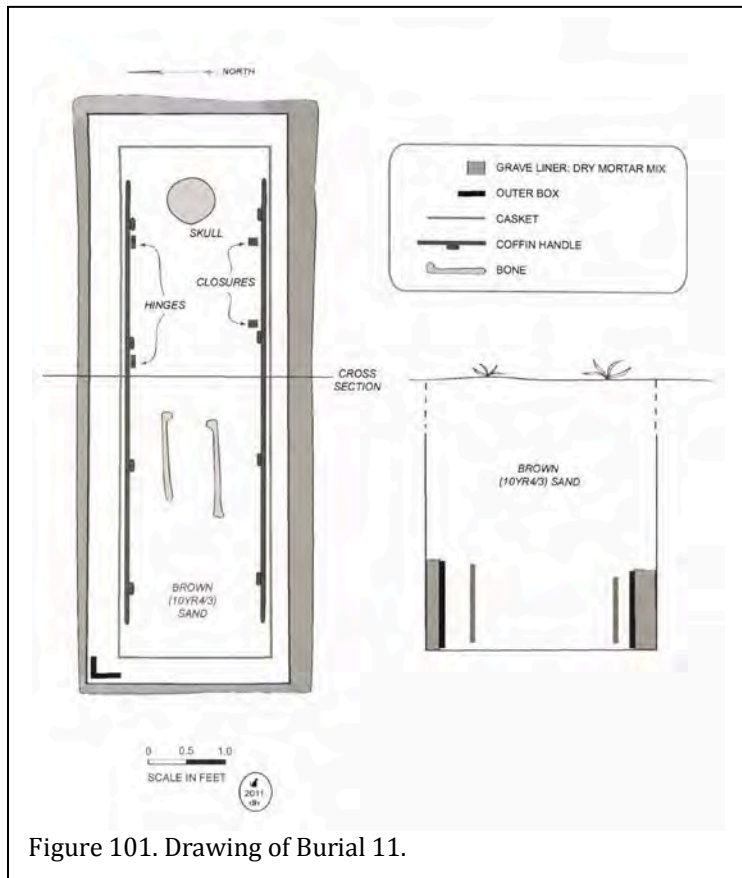 NORTH
SKULL
CLOSURES
HINGES
CROSS
SECTION
BROWN
(10YR4/3)
SAND
0 0.5 1.0
SCALE IN FEET
2011
GRAVE LINER: DRY MORTAR MIX
OUTER BOX
CASKET
COFFIN HANDLE
BONE
BROWN
(10YR4/3) SAND
Figure 101. Drawing of Burial 11.